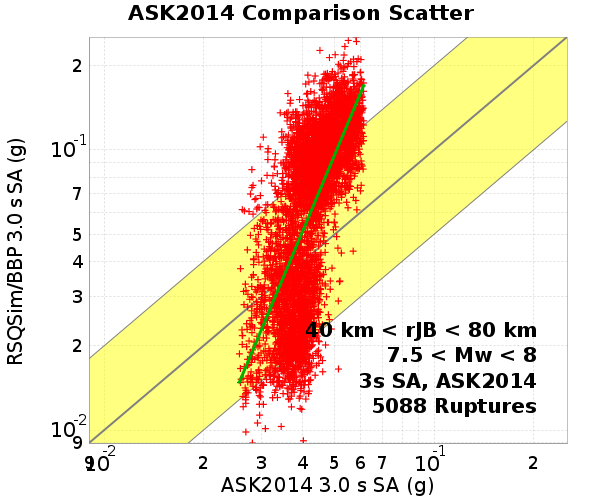 ASK2014 Comparison Scatter
RSQSim/BBP 3.0 s SA (g)
2
10^-1
7
5
4
3
2
10^-2
9
40 km < rJB < 80 km
7.5 < Mw < 8
3s SA, ASK2014
5088 Ruptures
9 10^-2 2 3 4 5 6 7 10^-1 2
ASK2014 3.0 s SA (g)